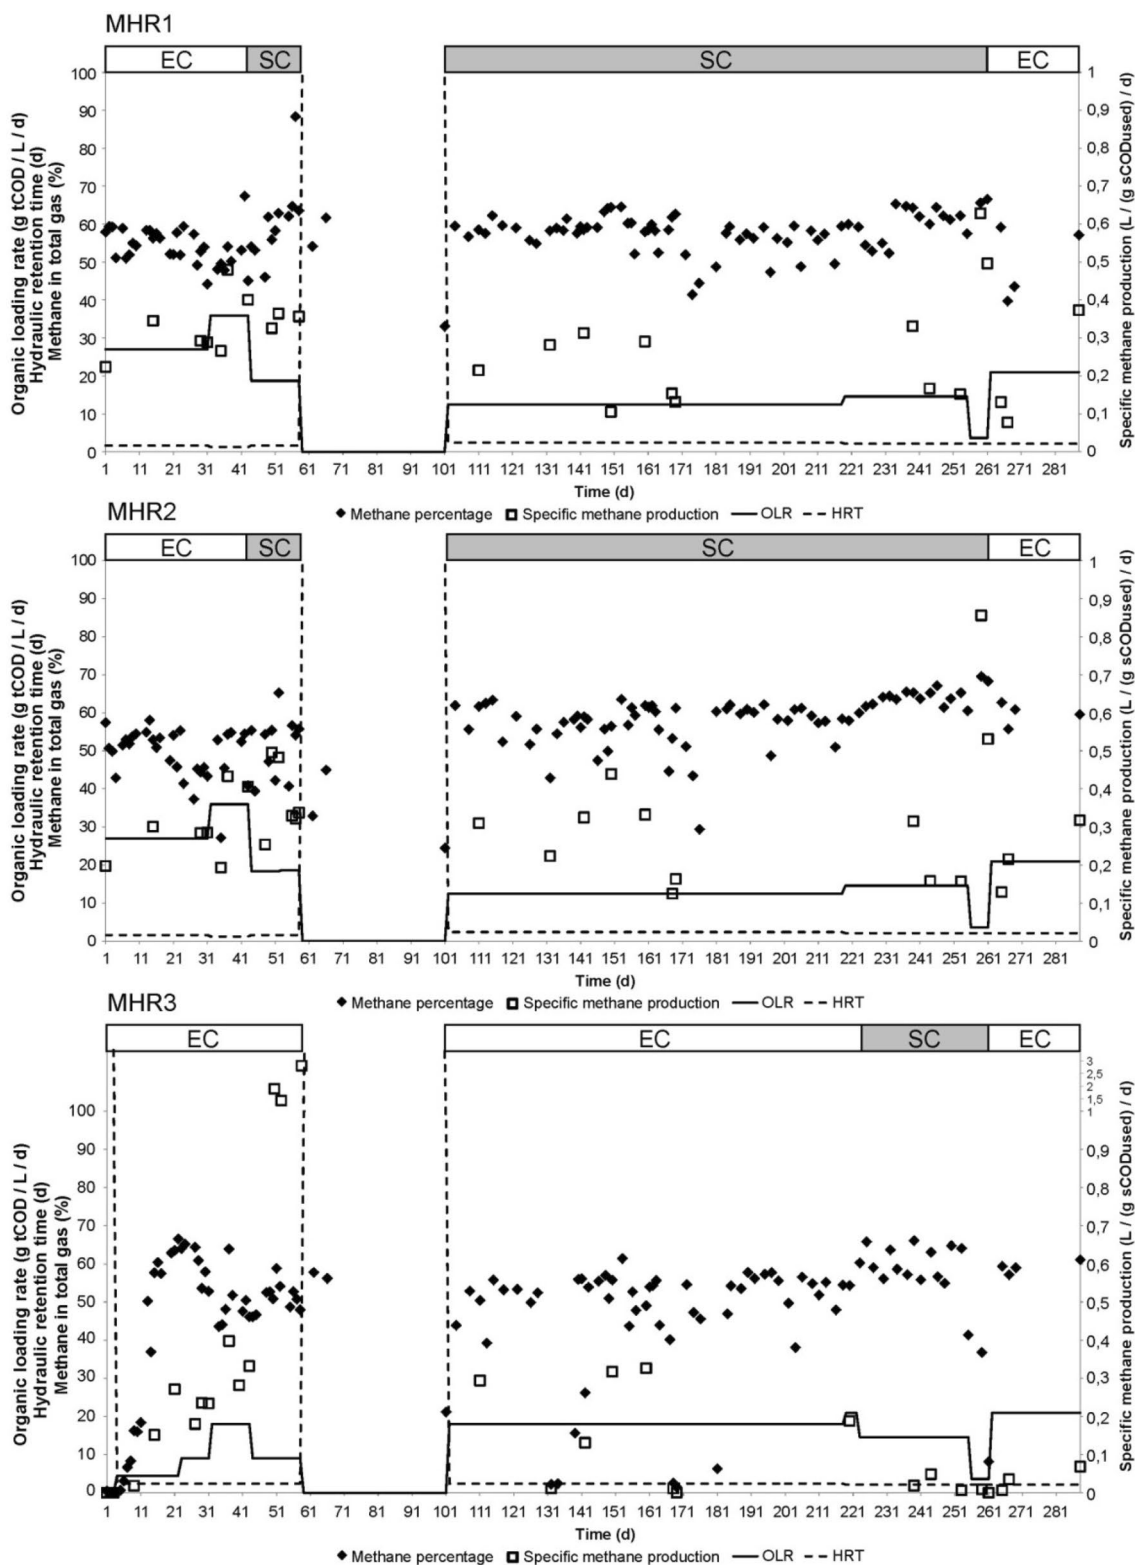 MHR1
EC SC SC EC
Organic loading rate (g tCOD / L / d)
Hydraulic retention time (d)
Methane in total gas (%)
100
90
80
70
60
50
40
30
20
10
0
1 11 21 31 41 51 61 71 81 91 101 111 121 131 141 151 161 171 181 191 201 211 221 231 241 251 261 271 281
1
0,9
0,8
0,7
0,6
0,5
0,4
0,3
0,2
0,1
0
Specific methane production (L / (g sCODused) / d)
Time (d)
Methane percentage Specific methane production OLR HRT
MHR2
EC SC SC EC
Organic loading rate (g tCOD / L / d)
Hydraulic retention time (d)
Methane in total gas (%)
100
90
80
70
60
50
40
30
20
10
0
1 11 21 31 41 51 61 71 81 91 101 111 121 131 141 151 161 171 181 191 201 211 221 231 241 251 261 271 281
1
0,9
0,8
0,7
0,6
0,5
0,4
0,3
0,2
0,1
0
Specific methane production (L / (g sCODused) / d)
Time (d)
Methane percentage Specific methane production OLR HRT
MHR3
EC EC SC EC
Organic loading rate (g tCOD / L / d)
Hydraulic retention time (d)
Methane in total gas (%)
100
90
80
70
60
50
40
30
20
10
0
1 11 21 31 41 51 61 71 81 91 101 111 121 131 141 151 161 171 181 191 201 211 221 231 241 251 261 271 281
3
2,5
2
1,5
1
0,9
0,8
0,7
0,6
0,5
0,4
0,3
0,2
0,1
0
Specific methane production (L / (g sCODused) / d)
Time (d)
Methane percentage Specific methane production OLR HRT